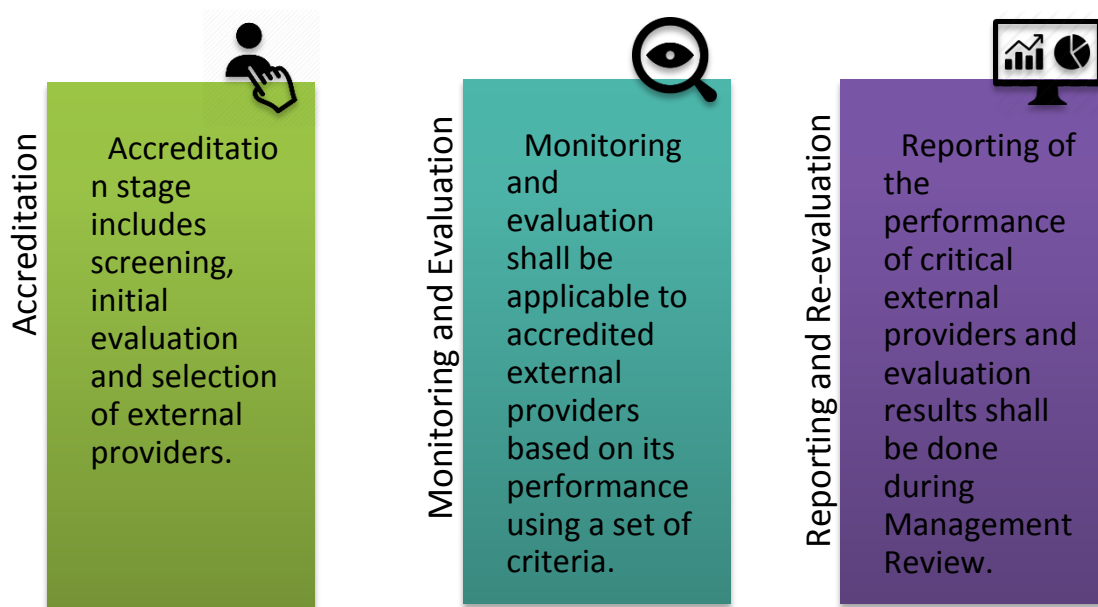 Accreditation
Accreditatio
n stage
includes
screening,
initial
evaluation
and selection
of external
providers.
Monitoring and Evaluation
Monitoring
and
evaluation
shall be
applicable to
accredited
external
providers
based on its
performance
using a set of
criteria.
Reporting and Re-evaluation
Reporting of
the
performance
of critical
external
providers and
evaluation
results shall
be done
during
Management
Review.